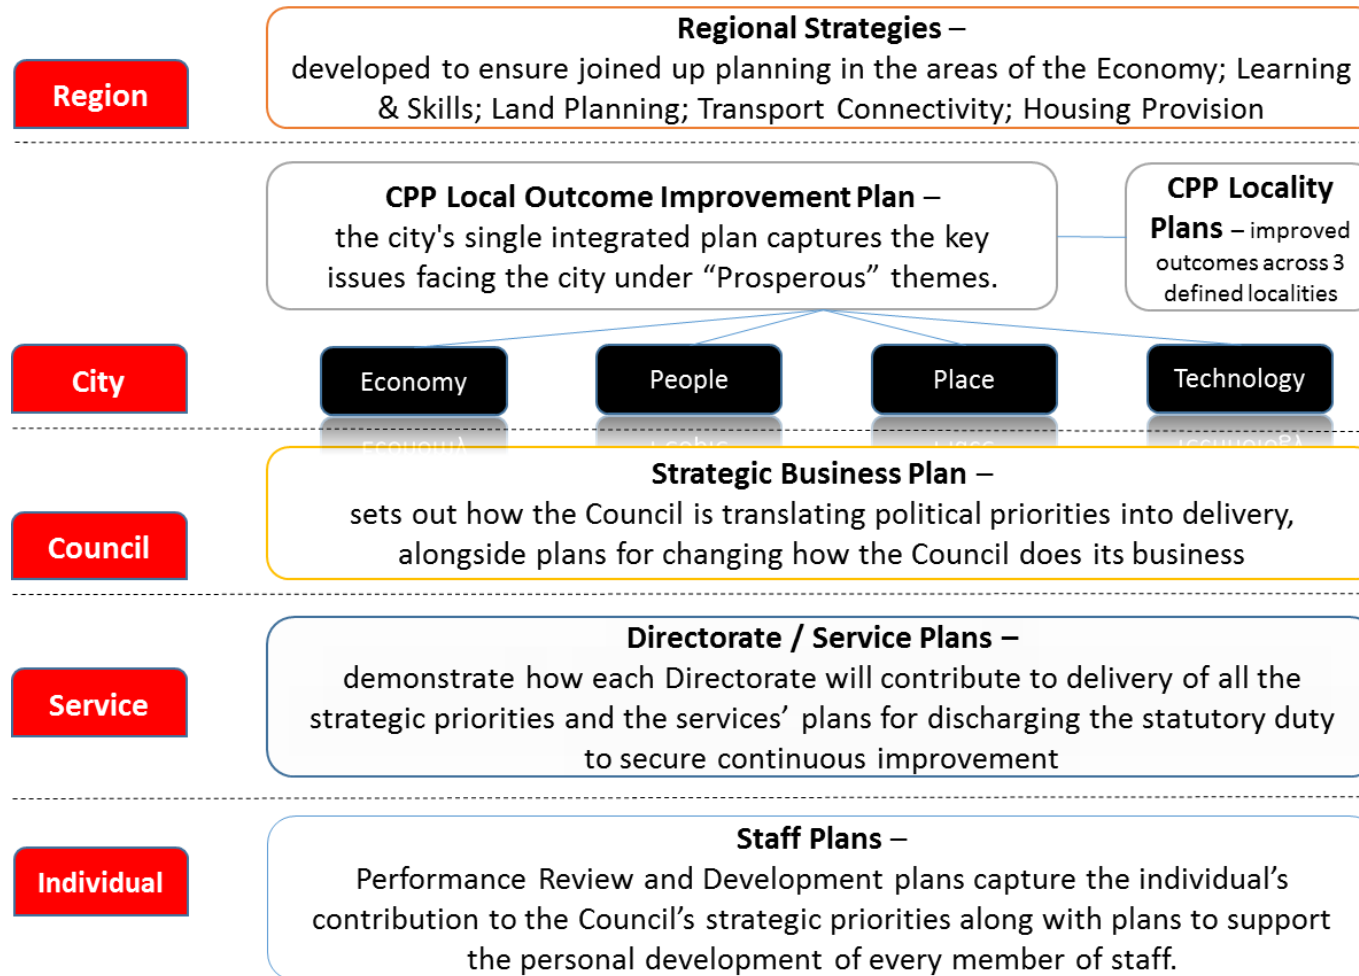 Region
Regional Strategies –
developed to ensure joined up planning in the areas of the Economy; Learning
& Skills; Land Planning; Transport Connectivity; Housing Provision
CPP Local Outcome Improvement Plan –
the city's single integrated plan captures the key
issues facing the city under “Prosperous” themes.
CPP Locality
Plans – improved
outcomes across 3
defined localities
City
Economy
People
Place
Technology
Council
Strategic Business Plan –
sets out how the Council is translating political priorities into delivery,
alongside plans for changing how the Council does its business
Service
Directorate / Service Plans –
demonstrate how each Directorate will contribute to delivery of all the
strategic priorities and the services’ plans for discharging the statutory duty
to secure continuous improvement
Individual
Staff Plans –
Performance Review and Development plans capture the individual’s
contribution to the Council’s strategic priorities along with plans to support
the personal development of every member of staff.